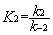 K₂ = k₂ / k₋₂